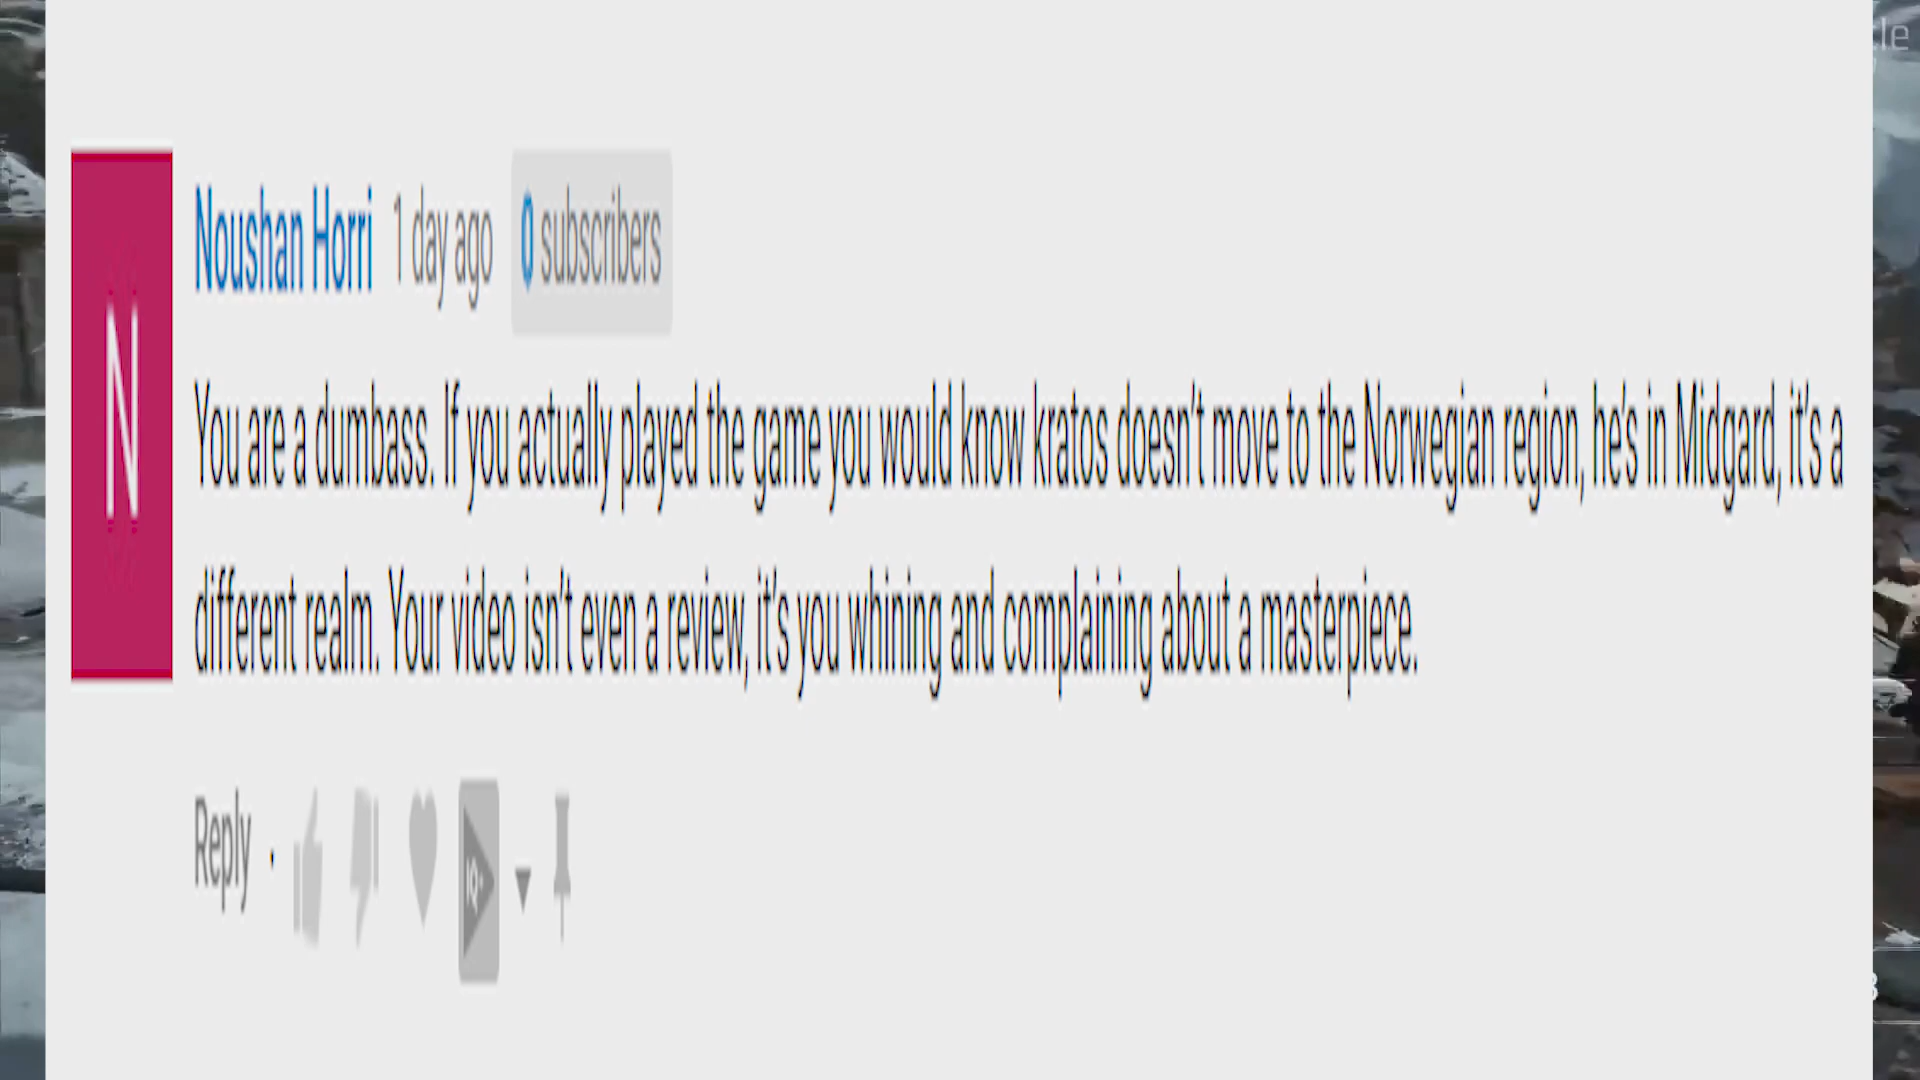 le
N
Noushan Horri 1 day ago 0 subscribers
You are a dumbass. If you actually played the game you would know kratos doesn't move to the Norwegian region, he's in Midgard, it's a
different realm. Your video isn't even a review, it's you whining and complaining about a masterpiece.
Reply · IQ+